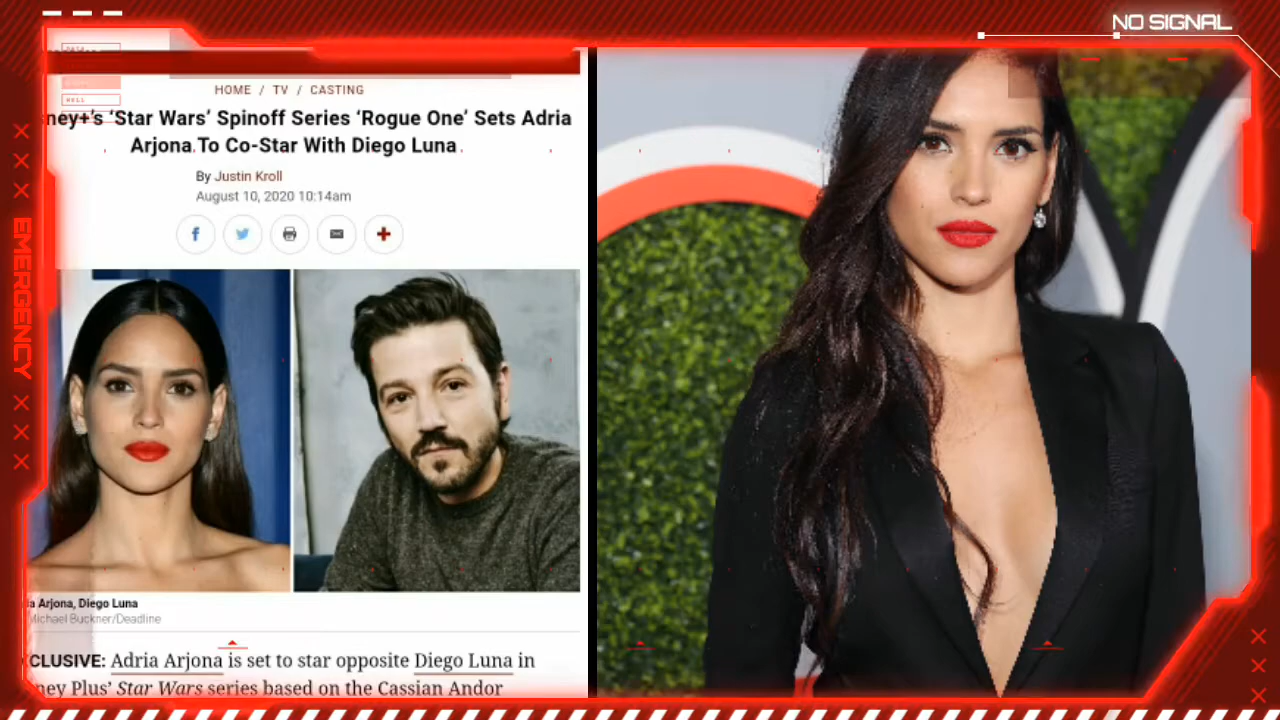 NO SIGNAL
HOME / TV / CASTING
ney+'s 'Star Wars' Spinoff Series 'Rogue One' Sets Adria
Arjona To Co-Star With Diego Luna
By Justin Kroll
August 10, 2020 10:14am
EMERGENCY
a Arjona, Diego Luna
Michael Buckner/Deadline
CLUSIVE: Adria Arjona is set to star opposite Diego Luna in
ney Plus' Star Wars series based on the Cassian Andor